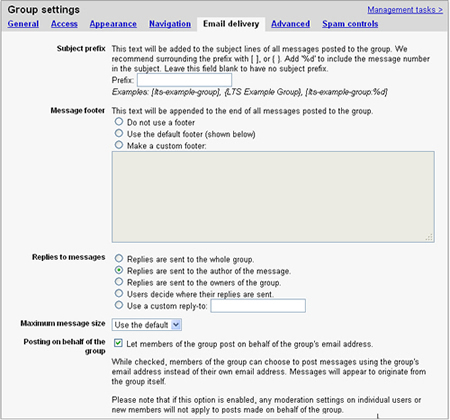 Group settings
Management tasks >
General Access Appearance Navigation Email delivery Advanced Spam controls
Subject prefix This text will be added to the subject lines of all messages posted to the group. We
recommend surrounding the prefix with [ ], or ( ). Add '%d' to include the message number
in the subject. Leave this field blank to have no subject prefix.
Prefix:
Examples: [lts-example-group], {LTS Example Group}, [lts-example-group.%d]
Message footer This text will be appended to the end of all messages posted to the group.
Do not use a footer
Use the default footer (shown below)
Make a custom footer:
Replies to messages Replies are sent to the whole group.
Replies are sent to the author of the message.
Replies are sent to the owners of the group.
Users decide where their replies are sent.
Use a custom reply-to:
Maximum message size Use the default
Posting on behalf of the Let members of the group post on behalf of the group's email address.
group
While checked, members of the group can choose to post messages using the group's
email address instead of their own email address. Messages will appear to originate from
the group itself.
Please note that if this option is enabled, any moderation settings on individual users or
new members will not apply to posts made on behalf of the group.